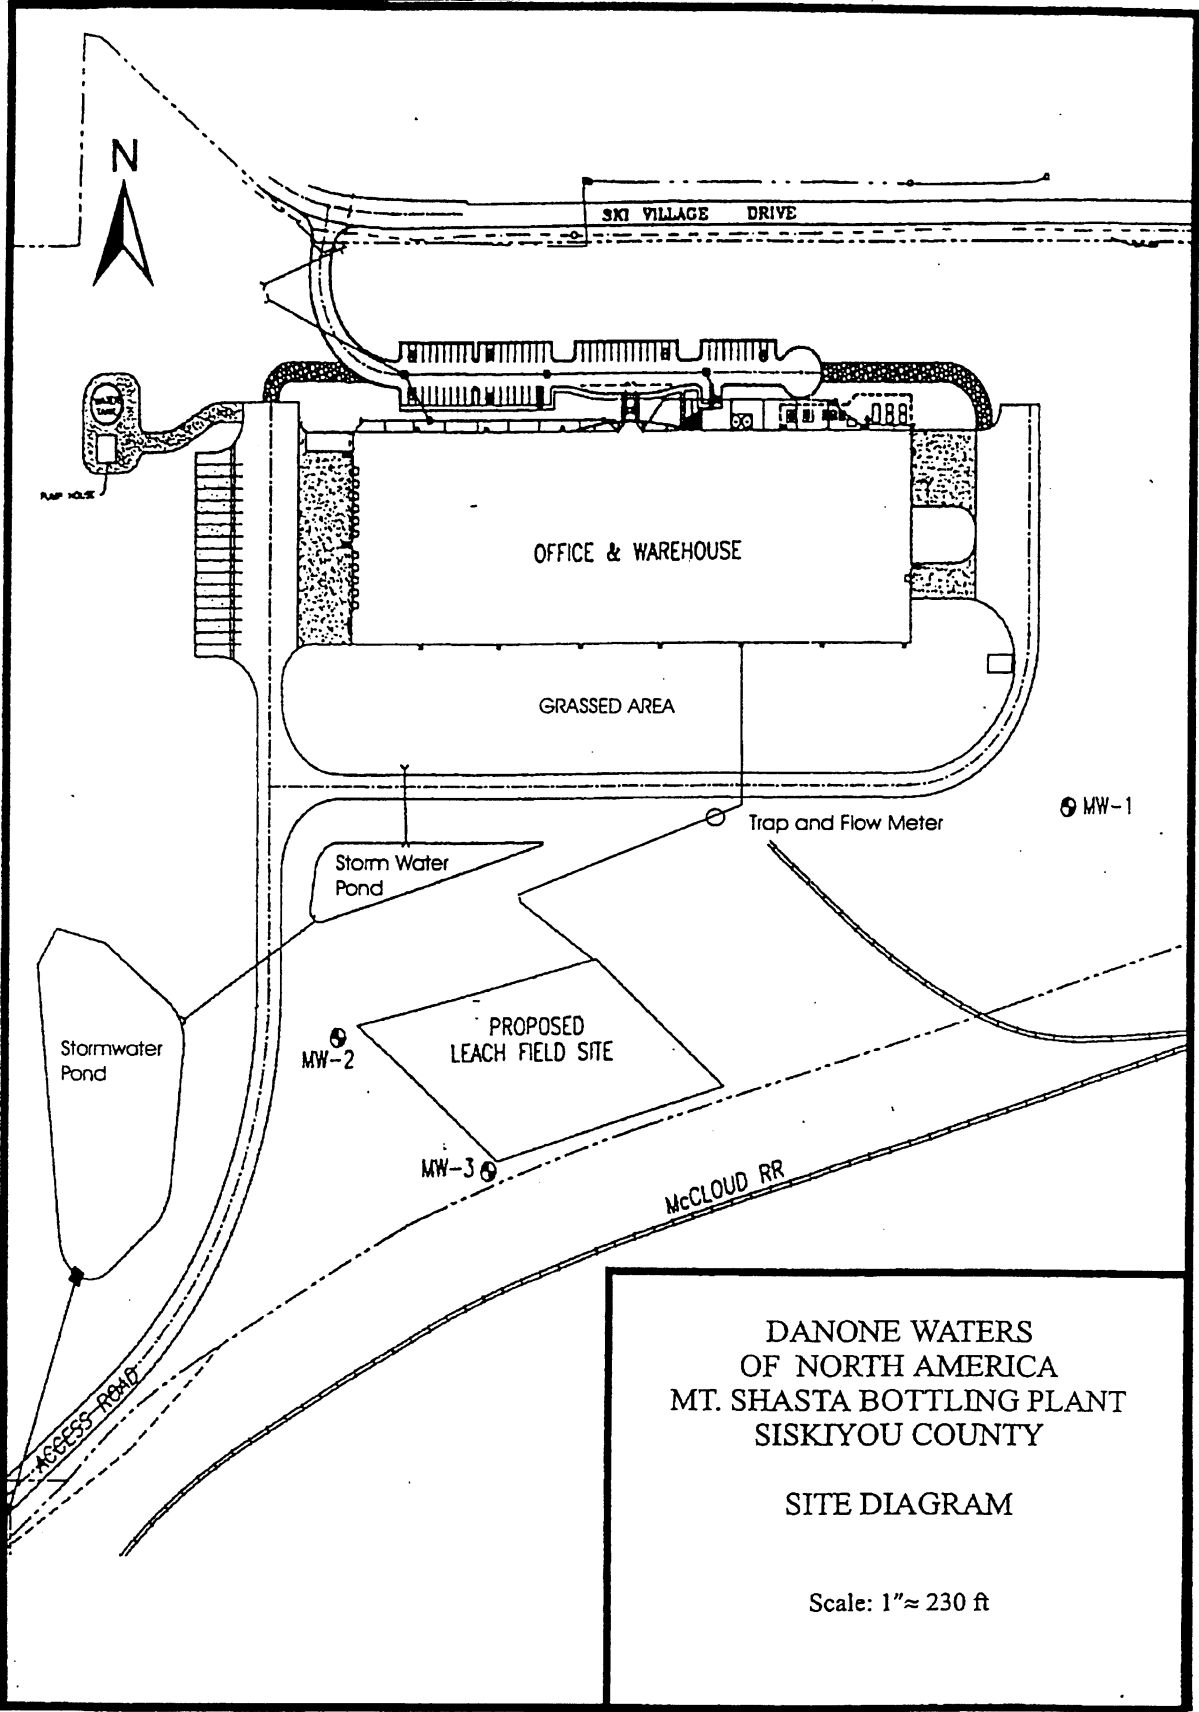 N
SKI VILLAGE DRIVE
WATER
TANK
PUMP HOUSE
OFFICE & WAREHOUSE
GRASSED AREA
MW-1
Trap and Flow Meter
Storm Water
Pond
PROPOSED
LEACH FIELD SITE
MW-2
Stormwater
Pond
MW-3
McCLOUD RR
ACCESS ROAD
DANONE WATERS
OF NORTH AMERICA
MT. SHASTA BOTTLING PLANT
SISKIYOU COUNTY
SITE DIAGRAM
Scale: 1"≈ 230 ft